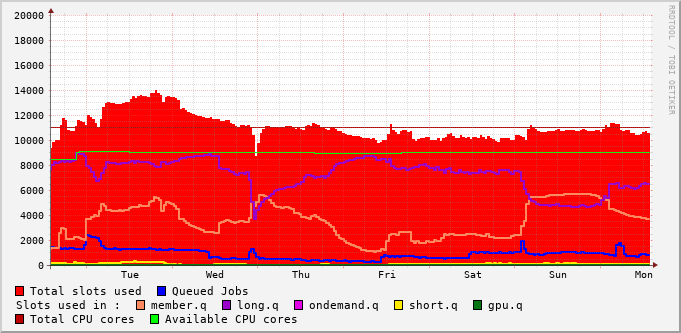 RRDTOOL / TOBI OETIKER
20000
18000
16000
14000
12000
10000
8000
6000
4000
2000
0
Tue Wed Thu Fri Sat Sun Mon
Total slots used Queued Jobs
Slots used in : member.q long.q ondemand.q short.q gpu.q
Total CPU cores Available CPU cores